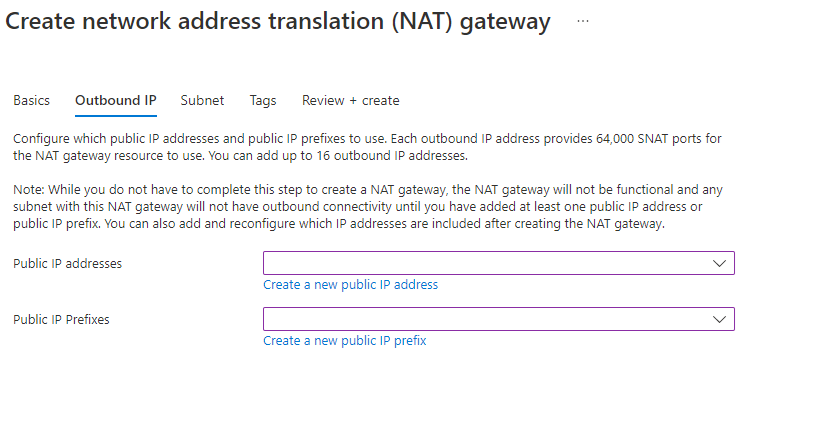 Create network address translation (NAT) gateway ...
Basics Outbound IP Subnet Tags Review + create
Configure which public IP addresses and public IP prefixes to use. Each outbound IP address provides 64,000 SNAT ports for
the NAT gateway resource to use. You can add up to 16 outbound IP addresses.
Note: While you do not have to complete this step to create a NAT gateway, the NAT gateway will not be functional and any
subnet with this NAT gateway will not have outbound connectivity until you have added at least one public IP address or
public IP prefix. You can also add and reconfigure which IP addresses are included after creating the NAT gateway.
Public IP addresses
Create a new public IP address
Public IP Prefixes
Create a new public IP prefix